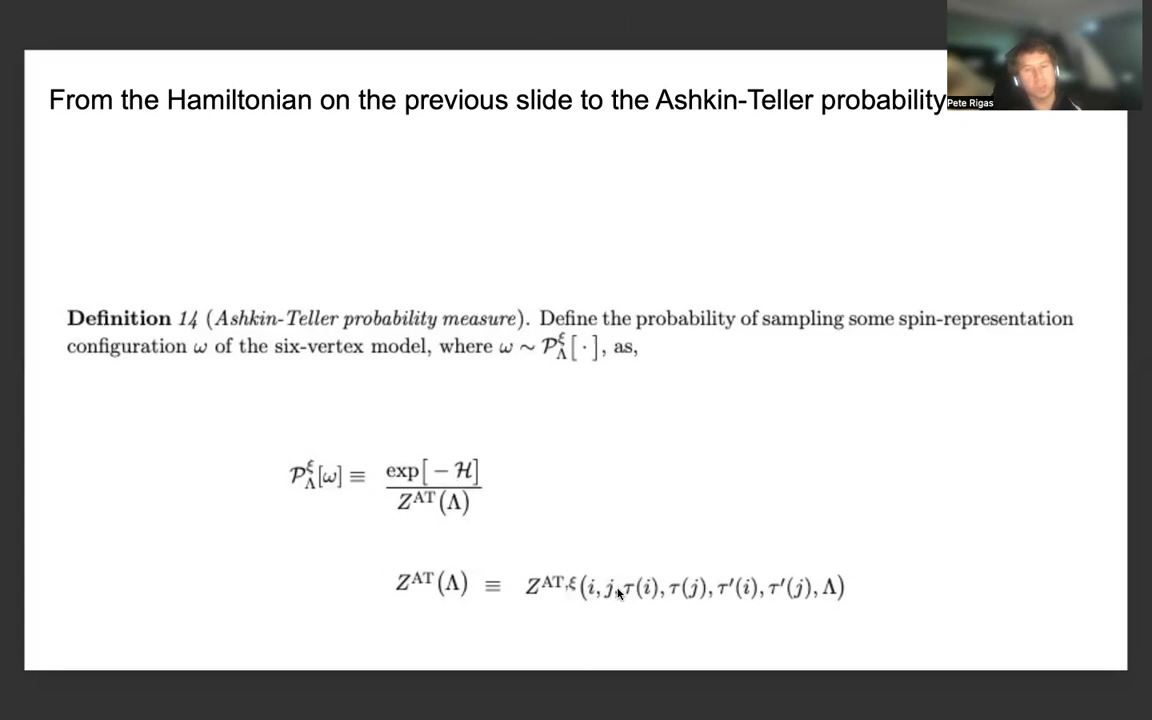 From the Hamiltonian on the previous slide to the Ashkin-Teller probability
Pete Rigas
Definition 14 (Ashkin-Teller probability measure). Define the probability of sampling some spin-representation
configuration ω of the six-vertex model, where ω ∼ 𝒫^ξ_Λ[ · ], as,
𝒫^ξ_Λ[ω] ≡ exp[ − ℋ] / Z^AT(Λ)
Z^AT(Λ) ≡ Z^AT,ξ(i, j, τ(i), τ(j), τ′(i), τ′(j), Λ)